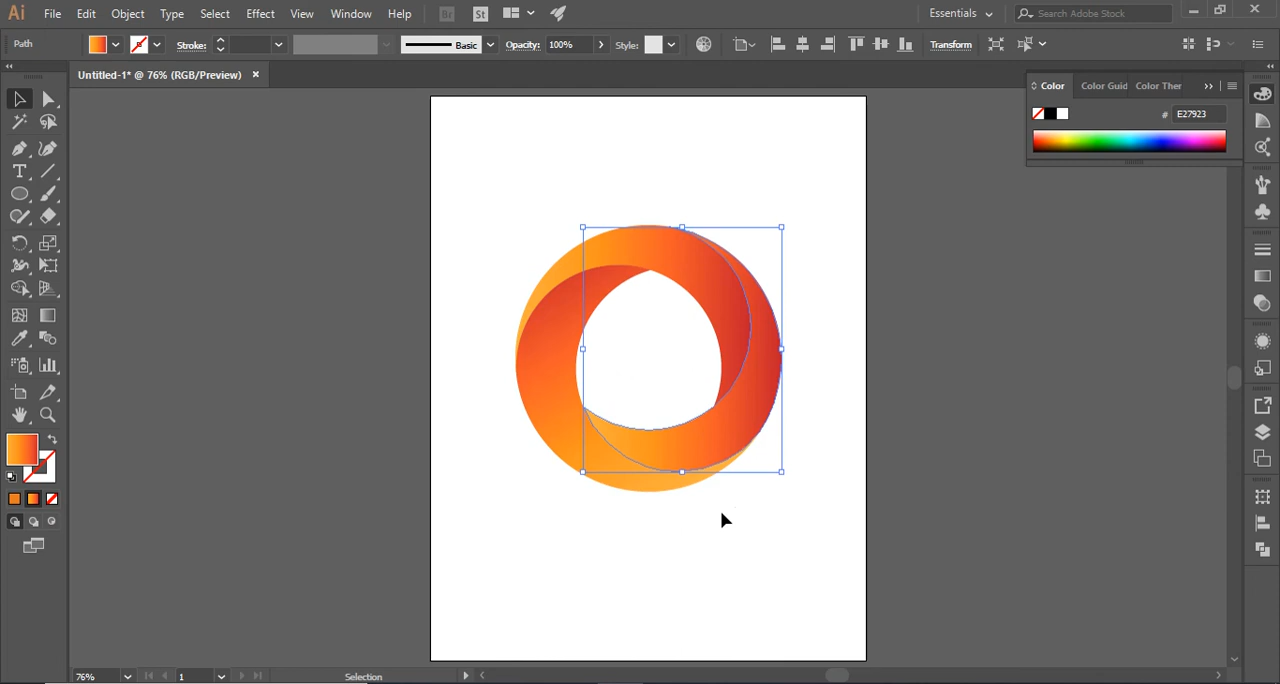 Ai File Edit Object Type Select Effect View Window Help Br St Essentials Search Adobe Stock
Path Stroke: Basic Opacity: 100% Style: Transform
Untitled-1* @ 76% (RGB/Preview)
Color Color Guid Color Ther
# E27923
T
76% 1 Selection